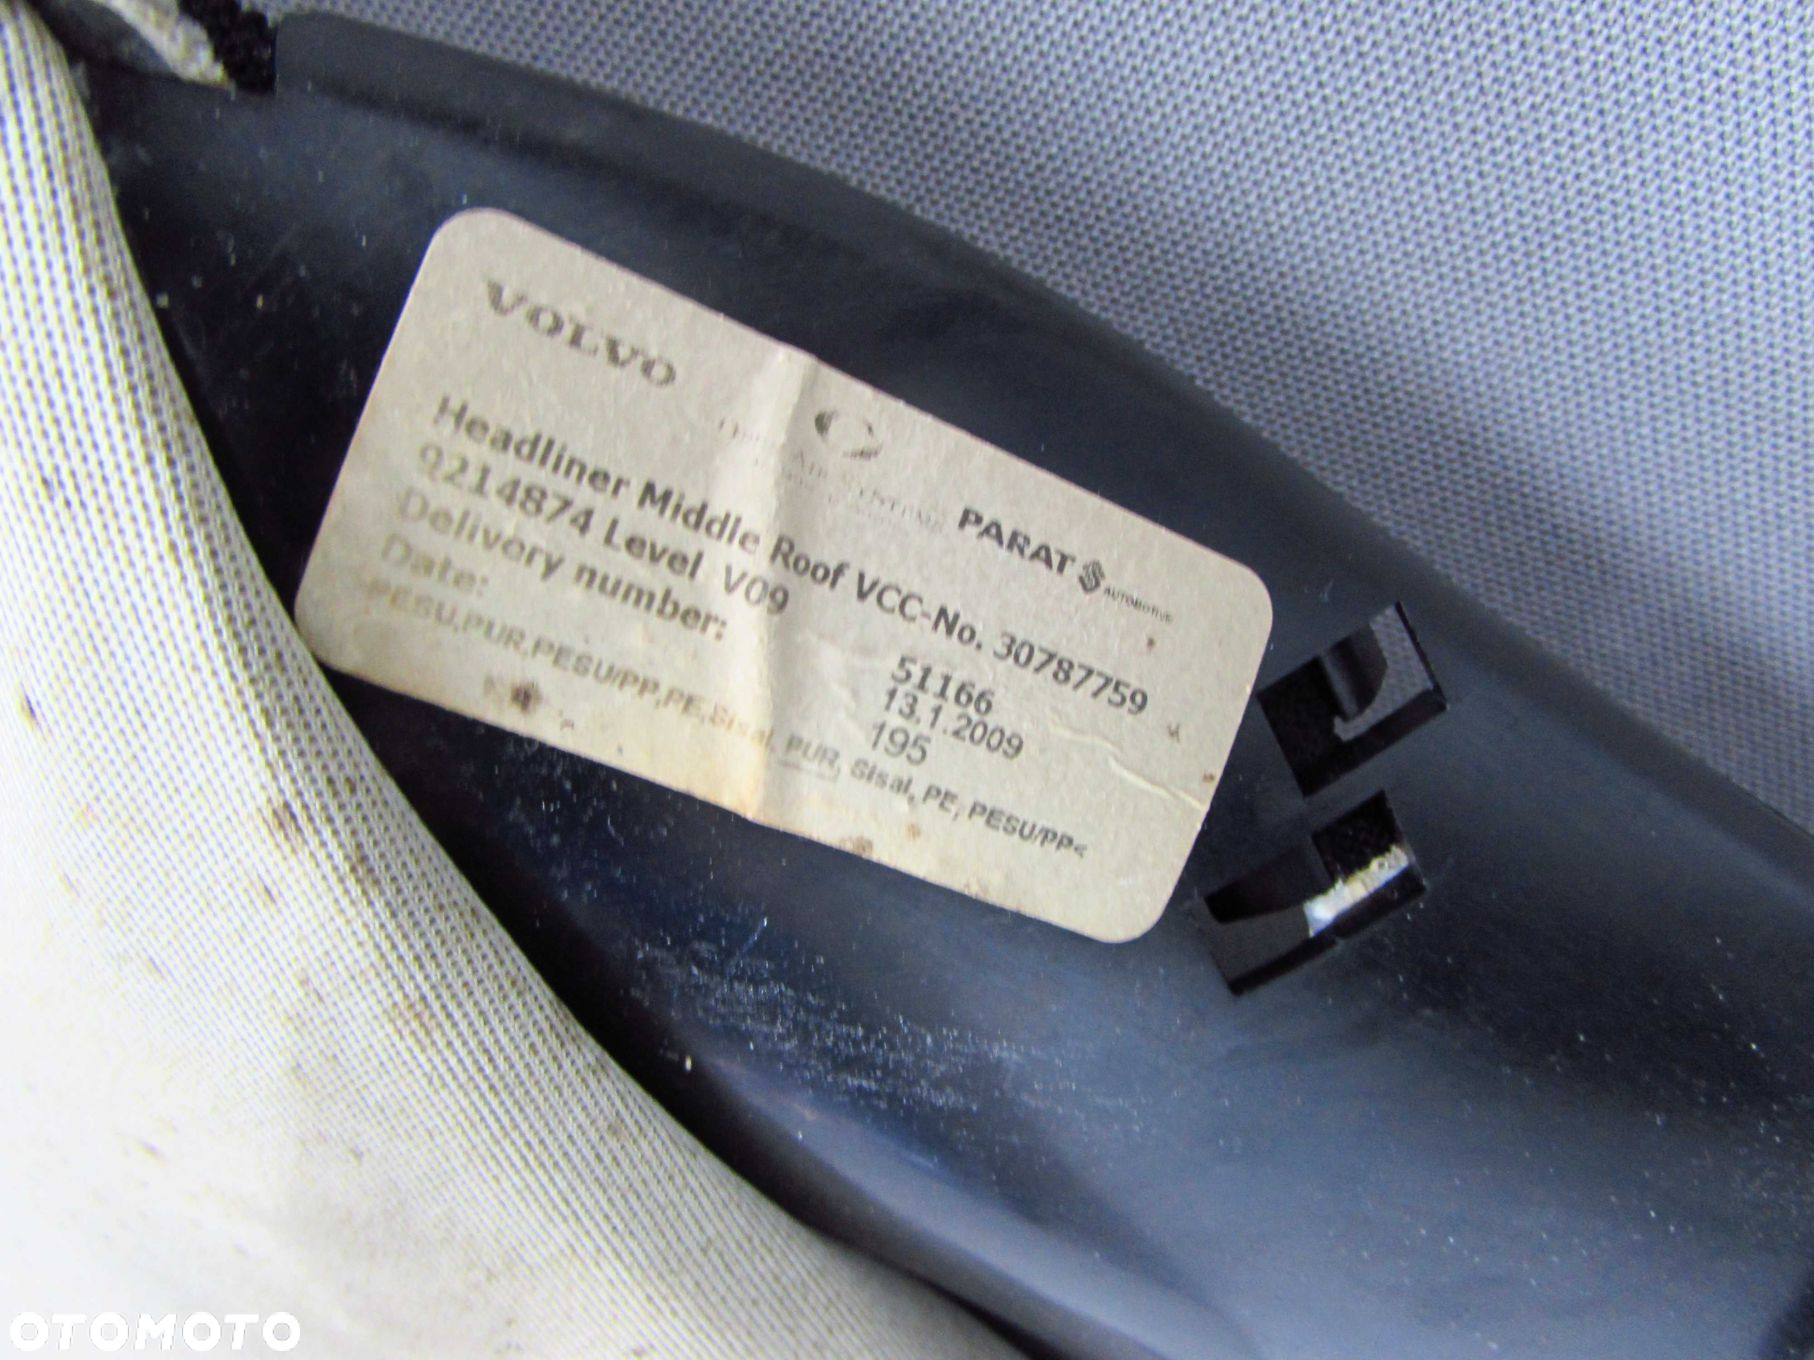 VOLVO
PARAT AUTOMOTIVE
Headliner Middle Roof VCC-No. 30787759
9214874 Level V09
Delivery number: 51166
Date: 13.1.2009
195
PESU,PUR,PESU/PP,PE,Sisal, PUR, Sisal, PE, PESU/PP<
OTOMOTO